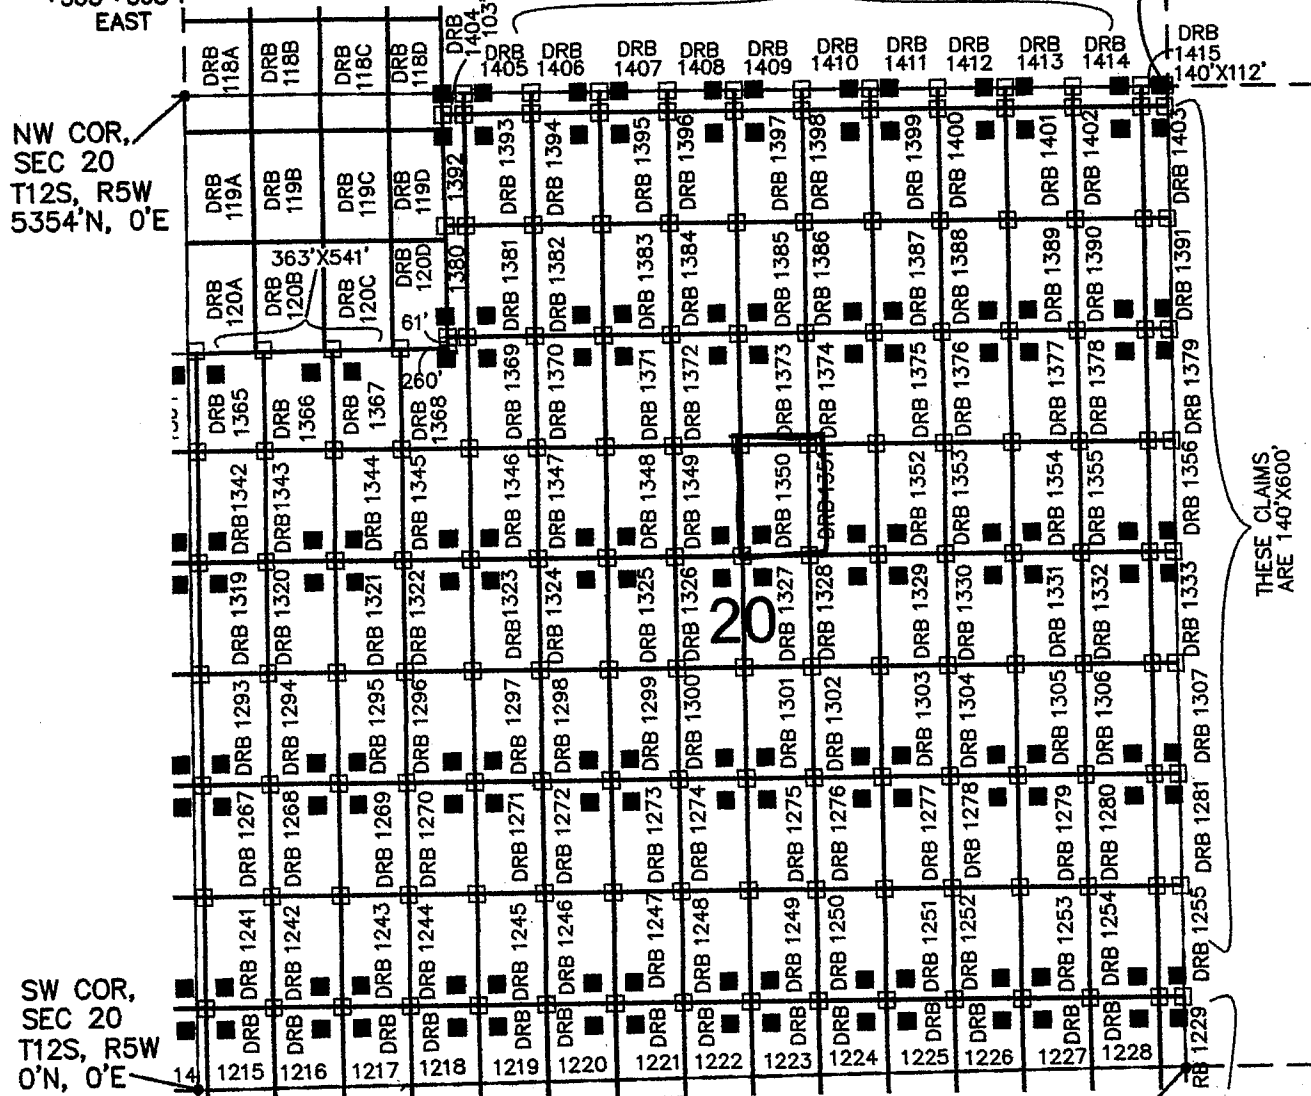 EAST
DRB 118A
DRB 118B
DRB 118C
DRB 118D
DRB 1404
103'
DRB 1405
DRB 1406
DRB 1407
DRB 1408
DRB 1409
DRB 1410
DRB 1411
DRB 1412
DRB 1413
DRB 1414
DRB 1415
140'X112'
NW COR,
SEC 20
T12S, R5W
5354'N, 0'E
DRB 119A
DRB 119B
DRB 119C
DRB 119D
1392
DRB 1393
DRB 1394
DRB 1395
DRB 1396
DRB 1397
DRB 1398
DRB 1399
DRB 1400
DRB 1401
DRB 1402
DRB 1403
363'X541'
DRB 120A
DRB 120B
DRB 120C
DRB 120D
1380
DRB 1381
DRB 1382
DRB 1383
DRB 1384
DRB 1385
DRB 1386
DRB 1387
DRB 1388
DRB 1389
DRB 1390
DRB 1391
61'
260'
DRB 1365
DRB 1366
DRB 1367
DRB 1368
DRB 1369
DRB 1370
DRB 1371
DRB 1372
DRB 1373
DRB 1374
DRB 1375
DRB 1376
DRB 1377
DRB 1378
DRB 1379
DRB1342
DRB1343
DRB 1344
DRB 1345
DRB 1346
DRB 1347
DRB 1348
DRB 1349
DRB 1350
DRB 1351
DRB 1352
DRB 1353
DRB 1354
DRB 1355
DRB 1356
THESE CLAIMS
ARE 140'X600'
DRB 1319
DRB 1320
DRB 1321
DRB 1322
DRB1323
DRB 1324
DRB 1325
DRB 1326
DRB 1327
DRB 1328
DRB 1329
DRB 1330
DRB 1331
DRB 1332
DRB 1333
20
DRB 1293
DRB 1294
DRB 1295
DRB 1296
DRB 1297
DRB 1298
DRB 1299
DRB 1300
DRB 1301
DRB 1302
DRB 1303
DRB 1304
DRB 1305
DRB 1306
DRB 1307
DRB 1267
DRB 1268
DRB 1269
DRB 1270
DRB 1271
DRB 1272
DRB 1273
DRB 1274
DRB 1275
DRB 1276
DRB 1277
DRB 1278
DRB 1279
DRB 1280
DRB 1281
DRB 1241
DRB 1242
DRB 1243
DRB 1244
DRB 1245
DRB 1246
DRB 1247
DRB 1248
DRB 1249
DRB 1250
DRB 1251
DRB 1252
DRB 1253
DRB 1254
DRB 1255
SW COR,
SEC 20
T12S, R5W
0'N, 0'E
14
DRB 1215
DRB 1216
DRB 1217
DRB 1218
DRB 1219
DRB 1220
DRB 1221
DRB 1222
DRB 1223
DRB 1224
DRB 1225
DRB 1226
DRB 1227
DRB 1228
RB 1229